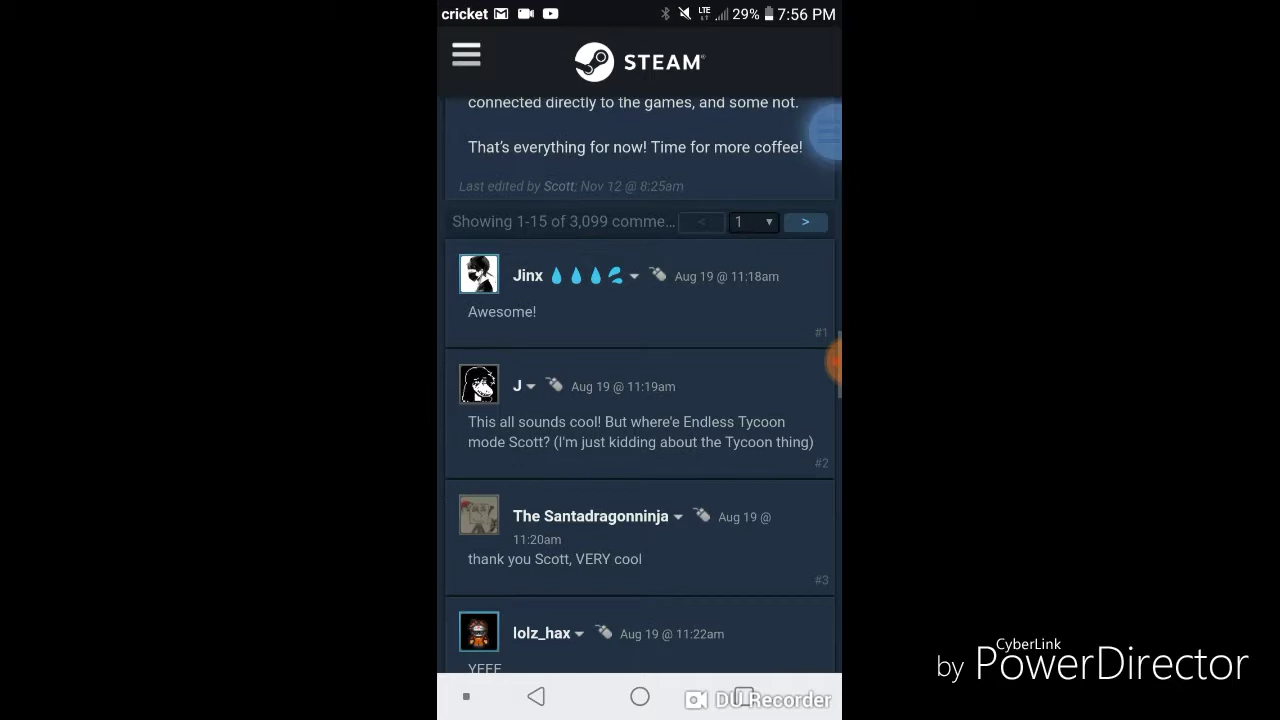 cricket 29% 7:56 PM
LTE
STEAM
connected directly to the games, and some not.
That's everything for now! Time for more coffee!
Last edited by Scott; Nov 12 @ 8:25am
Showing 1-15 of 3,099 comme... < 1 >
Jinx Aug 19 @ 11:18am
Awesome!
#1
J Aug 19 @ 11:19am
This all sounds cool! But where'e Endless Tycoon
mode Scott? (I'm just kidding about the Tycoon thing)
#2
The Santadragonninja Aug 19 @
11:20am
thank you Scott, VERY cool
#3
lolz_hax Aug 19 @ 11:22am
YEEE
DU Recorder
CyberLink
by PowerDirector